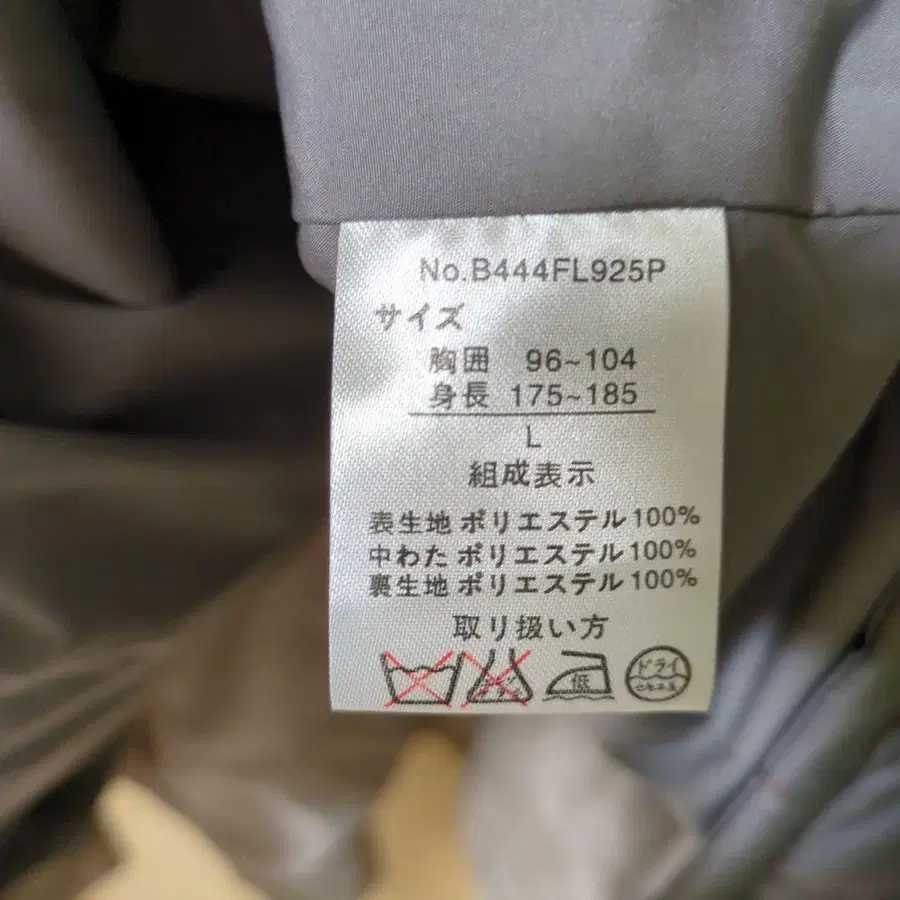 No.B444FL925P
サイズ
胸囲 96~104
身長 175~185
L
組成表示
表生地 ポリエステル100%
中わた ポリエステル100%
裏生地 ポリエステル100%
取り扱い方
低
ドライ